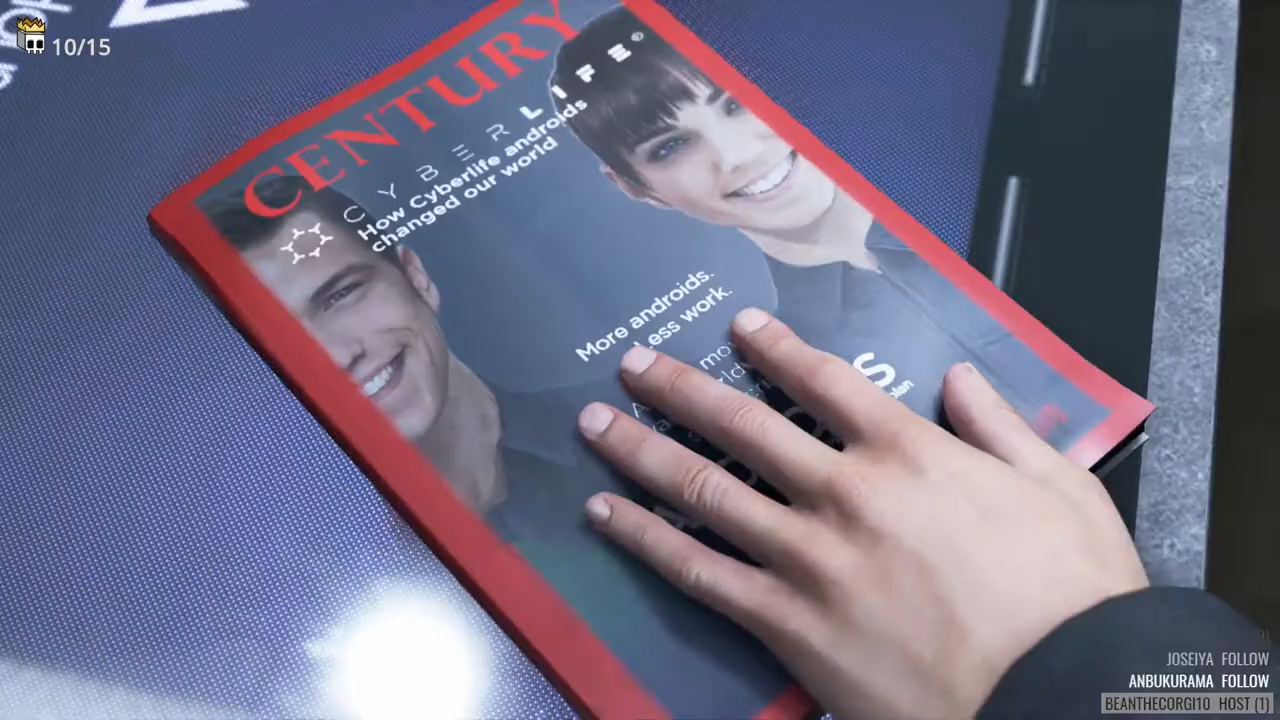 10/15
CENTURY
CYBERLIFE®
How Cyberlife androids
changed our world
More androids.
Less work.
plan
JOSEIYA FOLLOW
ANBUKURAMA FOLLOW
BEANTHECORGI10 HOST (1)